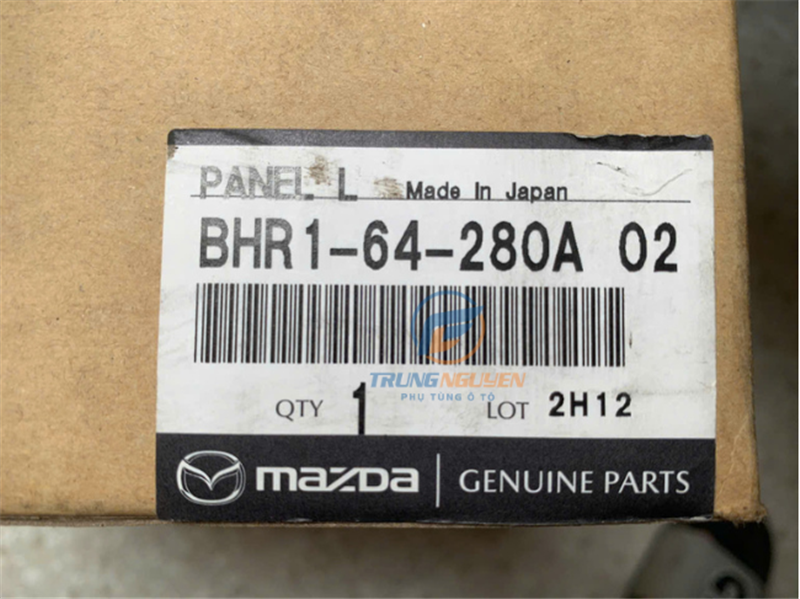 PANEL L Made In Japan
BHR1-64-280A 02
TRUNG NGUYEN
PHỤ TÙNG Ô TÔ
QTY 1 LOT 2H12
mazda GENUINE PARTS